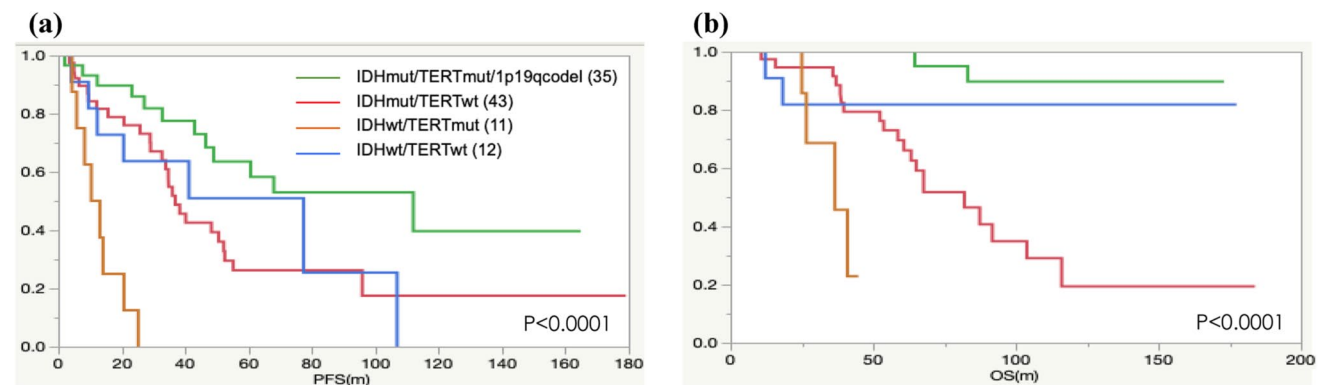 (a)
(b)
1.0
0.8
0.6
0.4
0.2
0.0
IDHmut/TERTmut/1p19qcodel (35)
IDHmut/TERTwt (43)
IDHwt/TERTmut (11)
IDHwt/TERTwt (12)
P<0.0001
0 20 40 60 80 100 120 140 160 180
PFS(m)
1.0
0.8
0.6
0.4
0.2
0.0
P<0.0001
0 50 100 150 200
OS(m)